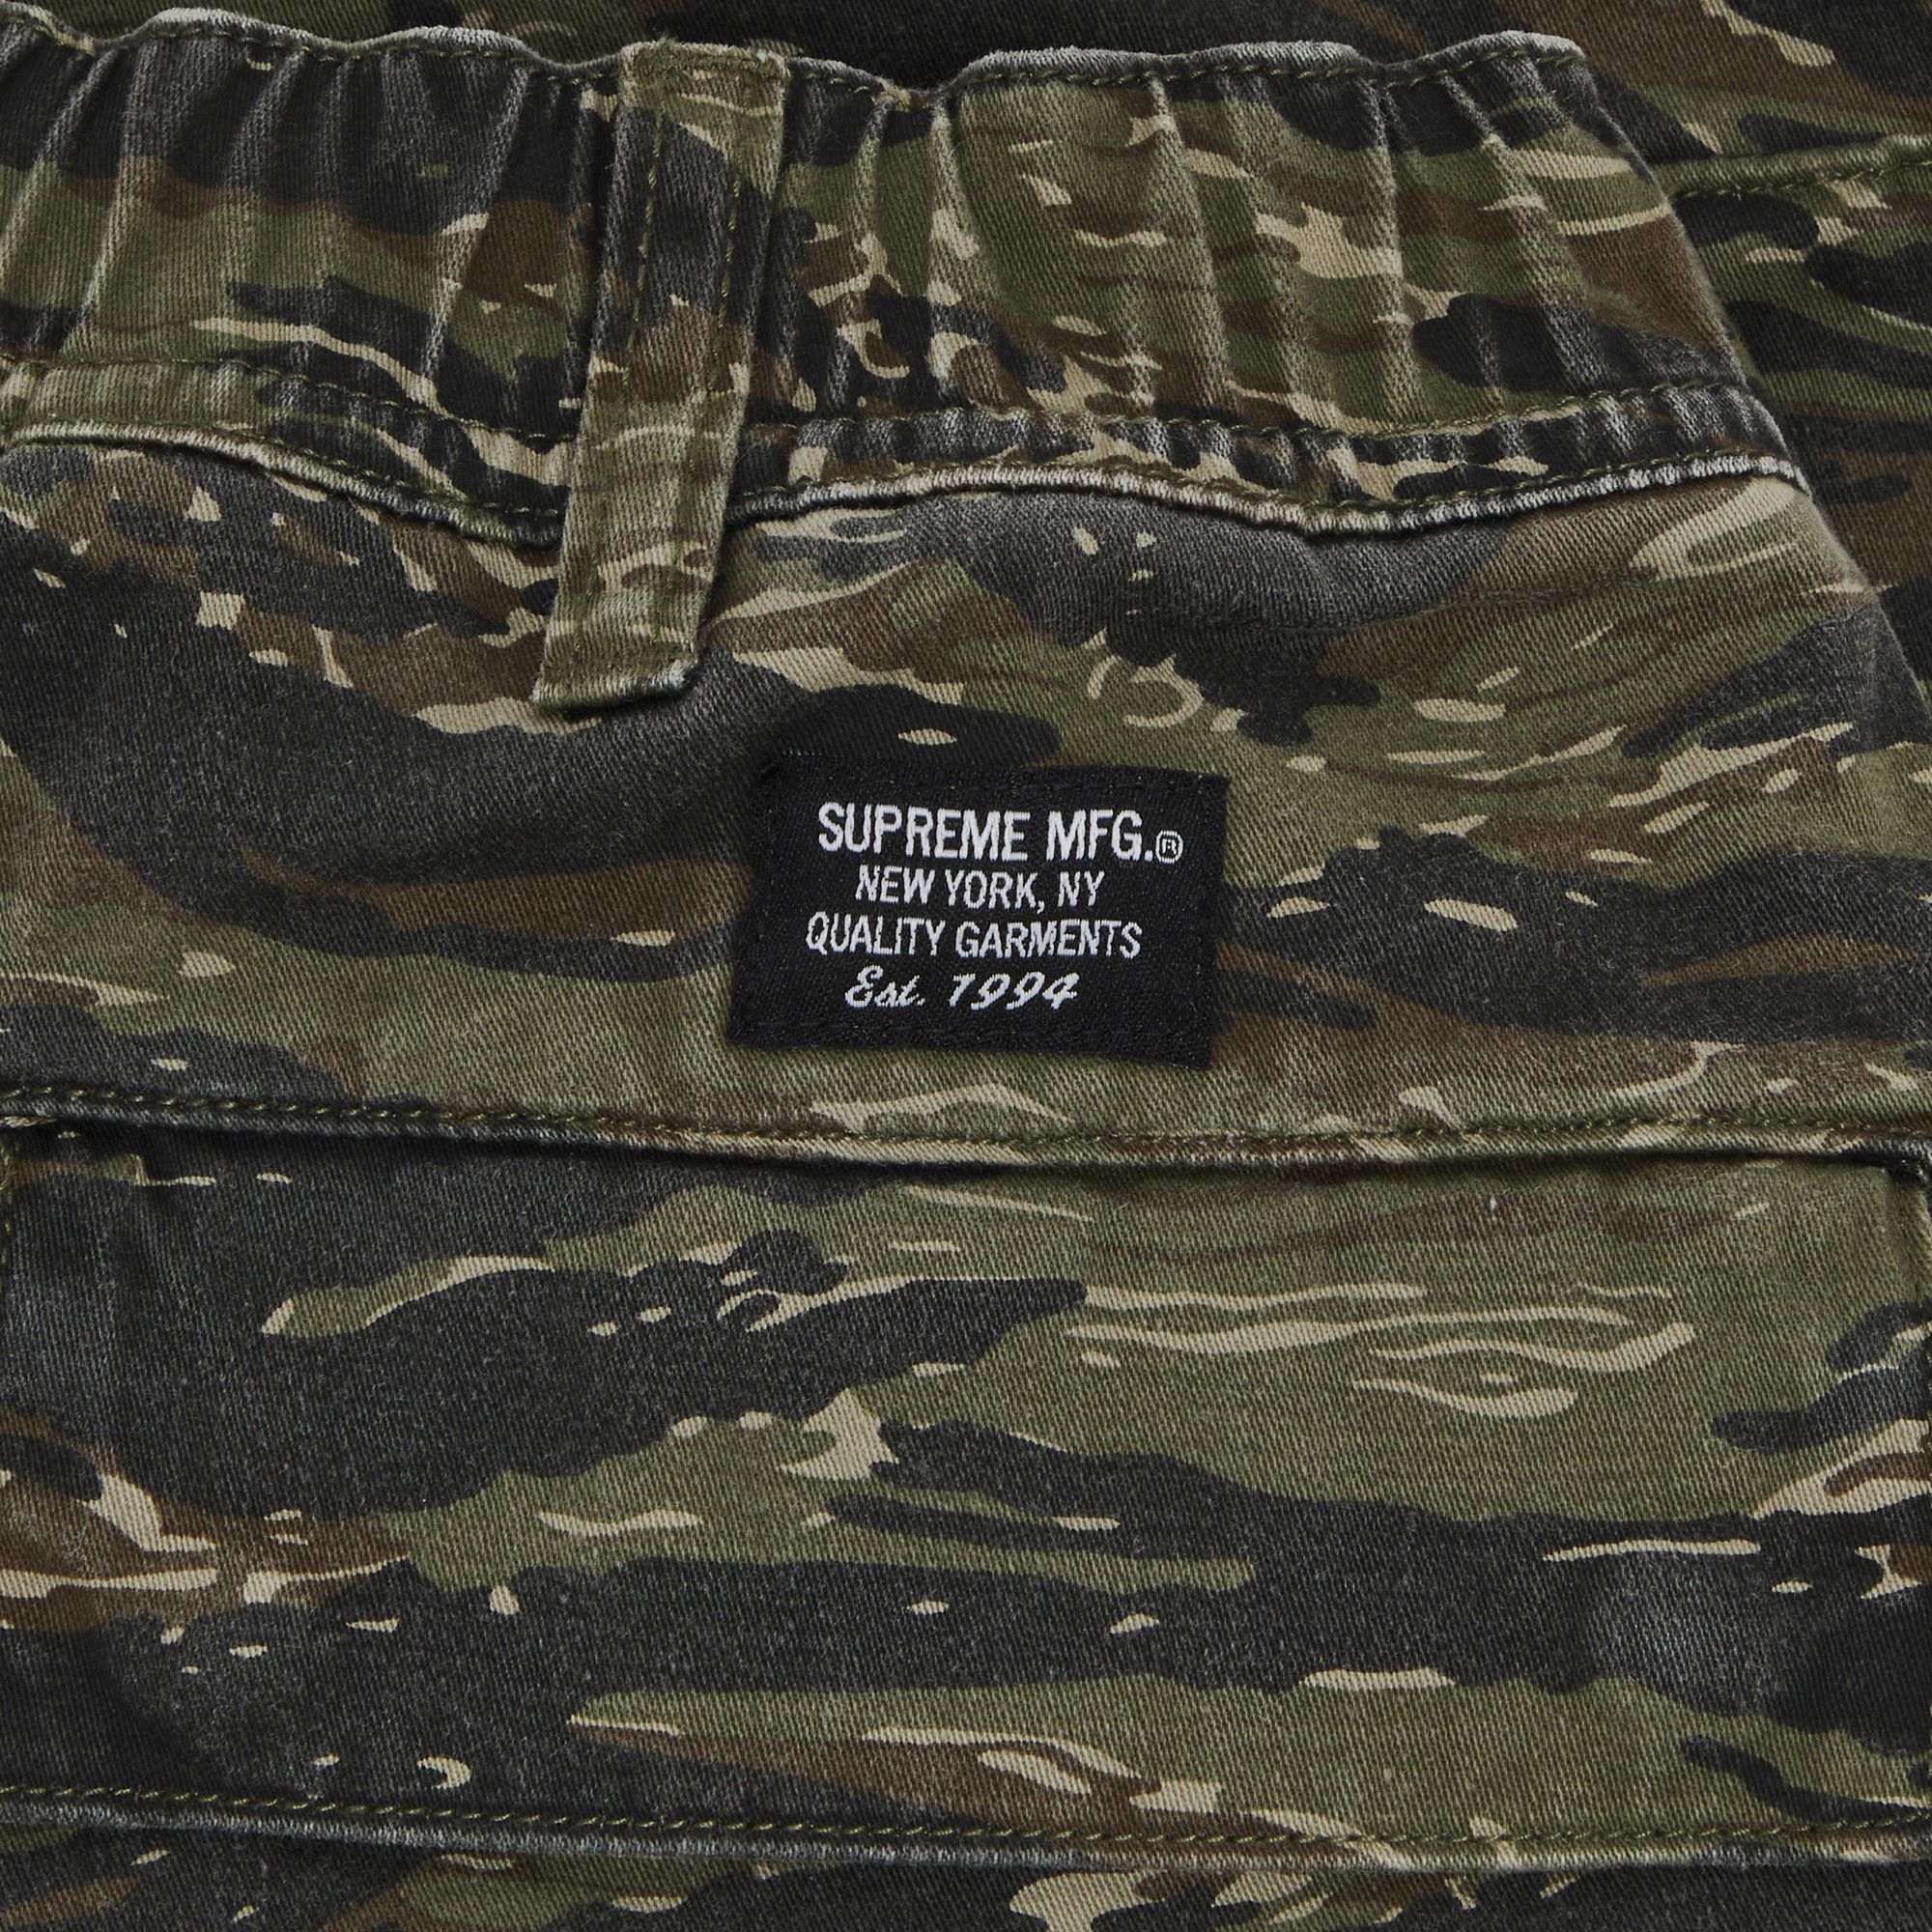 SUPREME MFG.®
NEW YORK, NY
QUALITY GARMENTS
Est. 1994